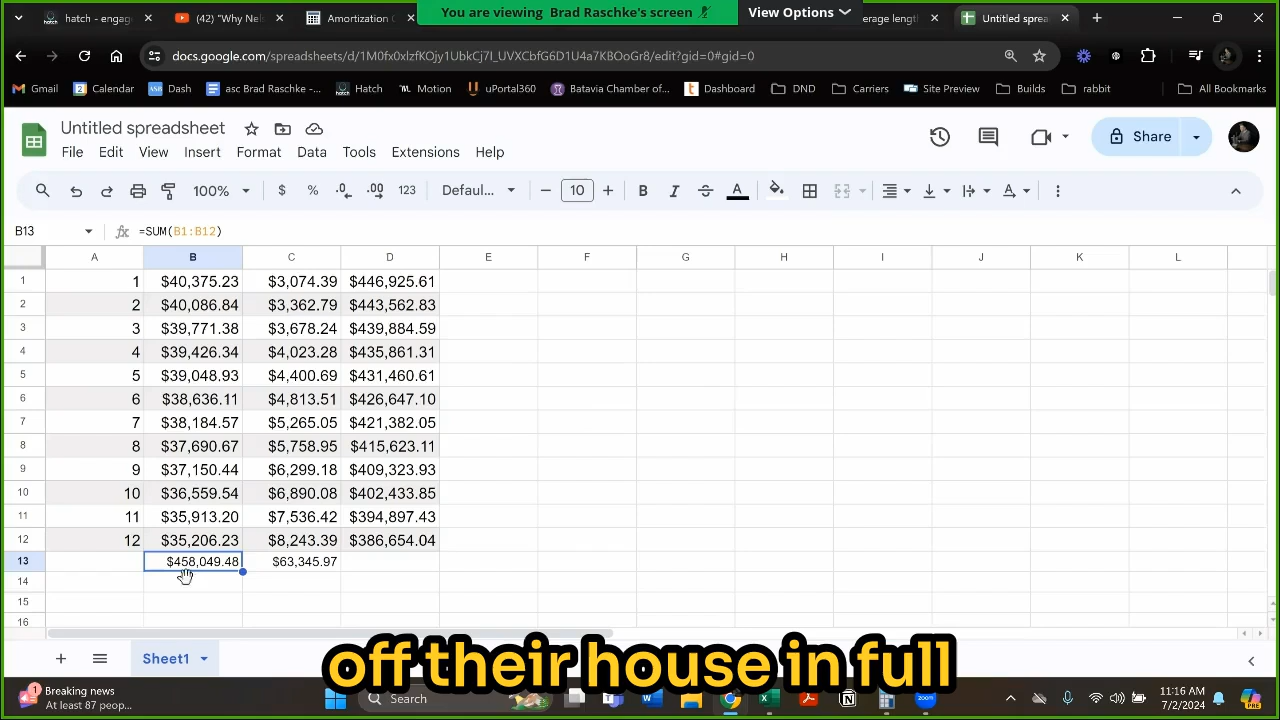 hatch - engag
(42) "Why Nel
Amortization C
You are viewing Brad Raschke's screen
View Options
erage length
Untitled sprea
docs.google.com/spreadsheets/d/1M0fx0xIzfKOjy1UbkCj7I_UVXCbfG6D1U4a7KBOoGr8/edit?gid=0#gid=0
Gmail
Calendar
Dash
asc Brad Raschke -...
Hatch
Motion
uPortal360
Batavia Chamber of...
Dashboard
DND
Carriers
Site Preview
Builds
rabbit
All Bookmarks
Untitled spreadsheet
File Edit View Insert Format Data Tools Extensions Help
Share
100% $ % .0 .00 123 Defaul... 10 B I A
B13 fx =SUM(B1:B12)
A B C D E F G H I J K L
1 1 $40,375.23 $3,074.39 $446,925.61
2 2 $40,086.84 $3,362.79 $443,562.83
3 3 $39,771.38 $3,678.24 $439,884.59
4 4 $39,426.34 $4,023.28 $435,861.31
5 5 $39,048.93 $4,400.69 $431,460.61
6 6 $38,636.11 $4,813.51 $426,647.10
7 7 $38,184.57 $5,265.05 $421,382.05
8 8 $37,690.67 $5,758.95 $415,623.11
9 9 $37,150.44 $6,299.18 $409,323.93
10 10 $36,559.54 $6,890.08 $402,433.85
11 11 $35,913.20 $7,536.42 $394,897.43
12 12 $35,206.23 $8,243.39 $386,654.04
13 $458,049.48 $63,345.97
14
15
16
off their house in full
Sheet1
1 Breaking news
At least 87 peop...
Search
zoom
11:16 AM
7/2/2024